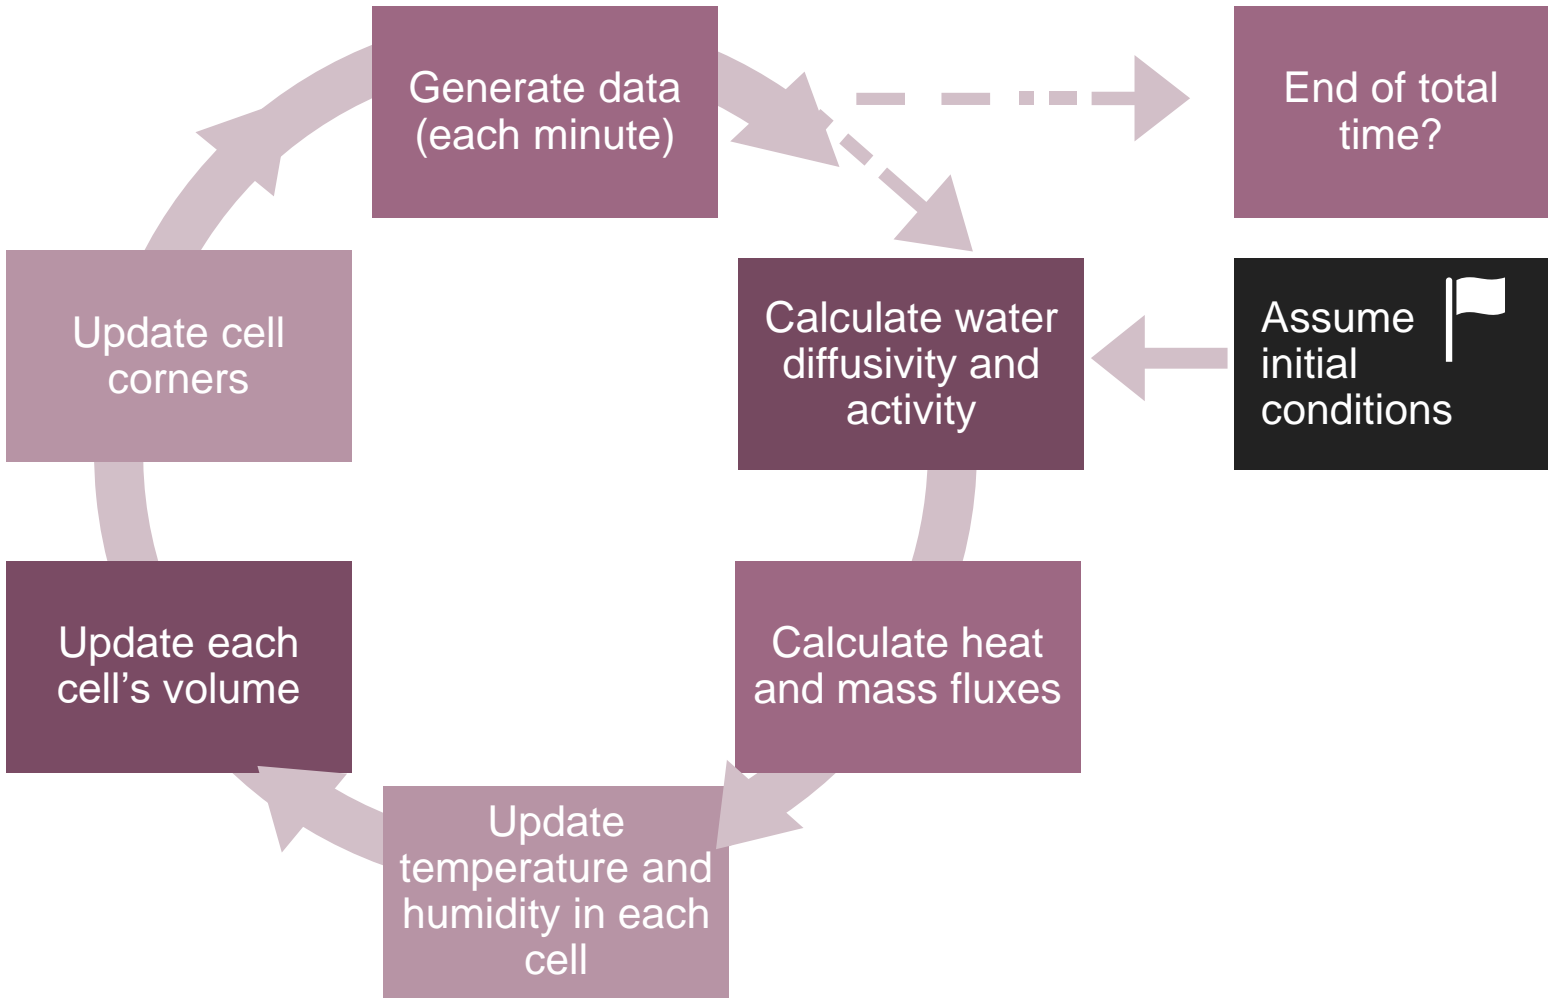 Generate data
(each minute)
End of total
time?
Update cell
corners
Calculate water
diffusivity and
activity
Assume
initial
conditions
Update each
cell’s volume
Calculate heat
and mass fluxes
Update
temperature and
humidity in each
cell